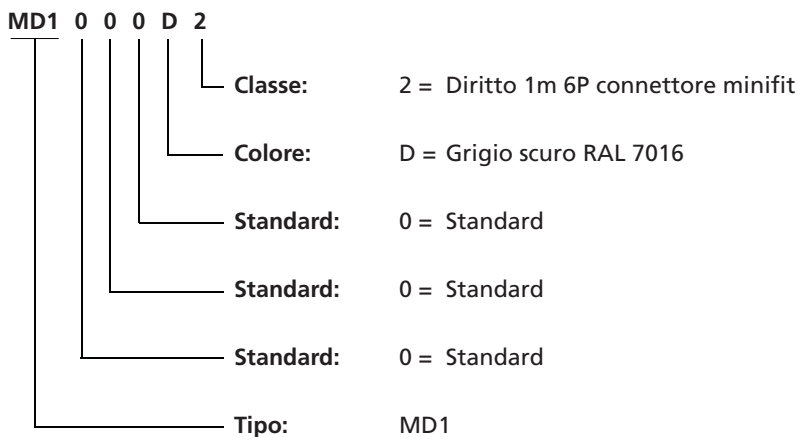 MD1 0 0 0 D 2
Classe: 2 = Diritto 1m 6P connettore minifit
Colore: D = Grigio scuro RAL 7016
Standard: 0 = Standard
Standard: 0 = Standard
Standard: 0 = Standard
Tipo: MD1